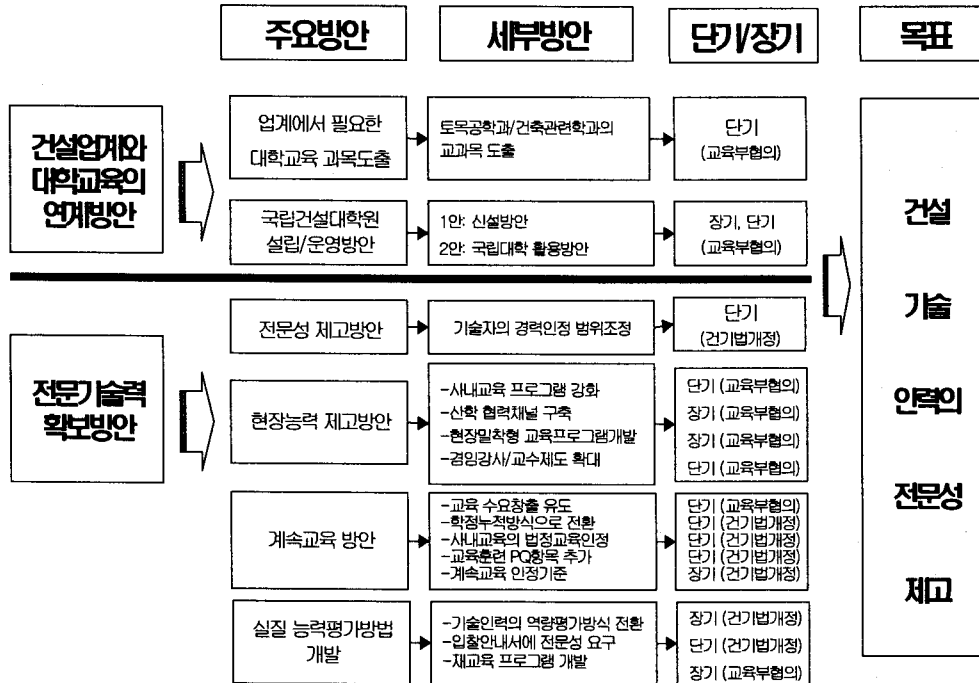 주요방안
세부방안
단기/장기
목표
건설업계와
대학교육의
연계방안
업계에서 필요한
대학교육 과목도출
토목공학과/건축관련학과의
교과목 도출
단기
(교육부협의)
국립건설대학원
설립/운영방안
1안: 신설방안
2안: 국립대학 활용방안
장기, 단기
(교육부협의)
전문기술력
확보방안
전문성 제고방안
기술자의 경력인정 범위조정
단기
(건기법개정)
현장능력 제고방안
-사내교육 프로그램 강화
-산학 협력채널 구축
-현장밀착형 교육프로그램개발
-겸임강사/교수제도 확대
단기 (교육부협의)
장기 (교육부협의)
장기 (교육부협의)
단기 (교육부협의)
계속교육 방안
-교육 수요창출 유도
-학점누적방식으로 전환
-사내교육의 법정교육인정
-교육훈련 PQ항목 추가
-계속교육 인정기준
단기 (교육부협의)
단기 (건기법개정)
단기 (건기법개정)
단기 (건기법개정)
장기 (건기법개정)
실질 능력평가방법
개발
-기술인력의 역량평가방식 전환
-입찰안내서에 전문성 요구
-재교육 프로그램 개발
장기 (건기법개정)
단기 (건기법개정)
장기 (교육부협의)
건설
기술
인력의
전문성
제고